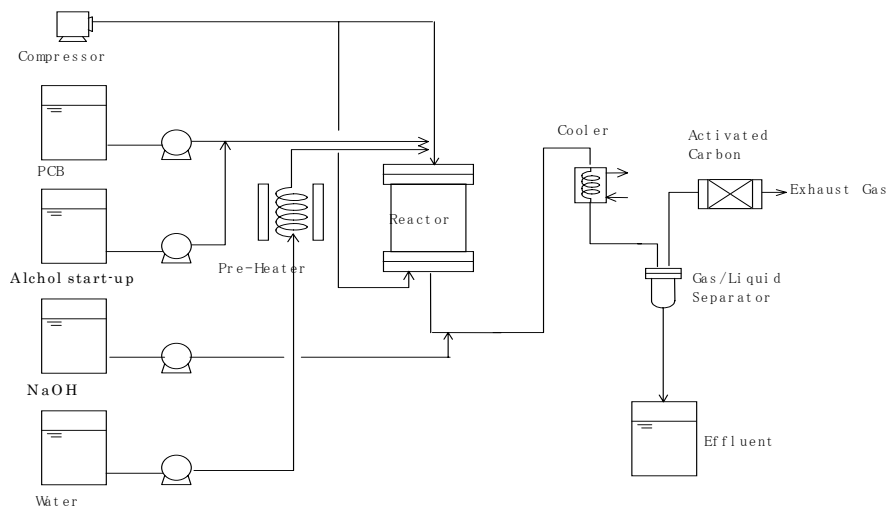 Compressor
PCB
Alchol start-up
NaOH
Water
Pre-Heater
Reactor
Cooler
Activated
Carbon
Exhaust Gas
Gas/Liquid
Separator
Effluent